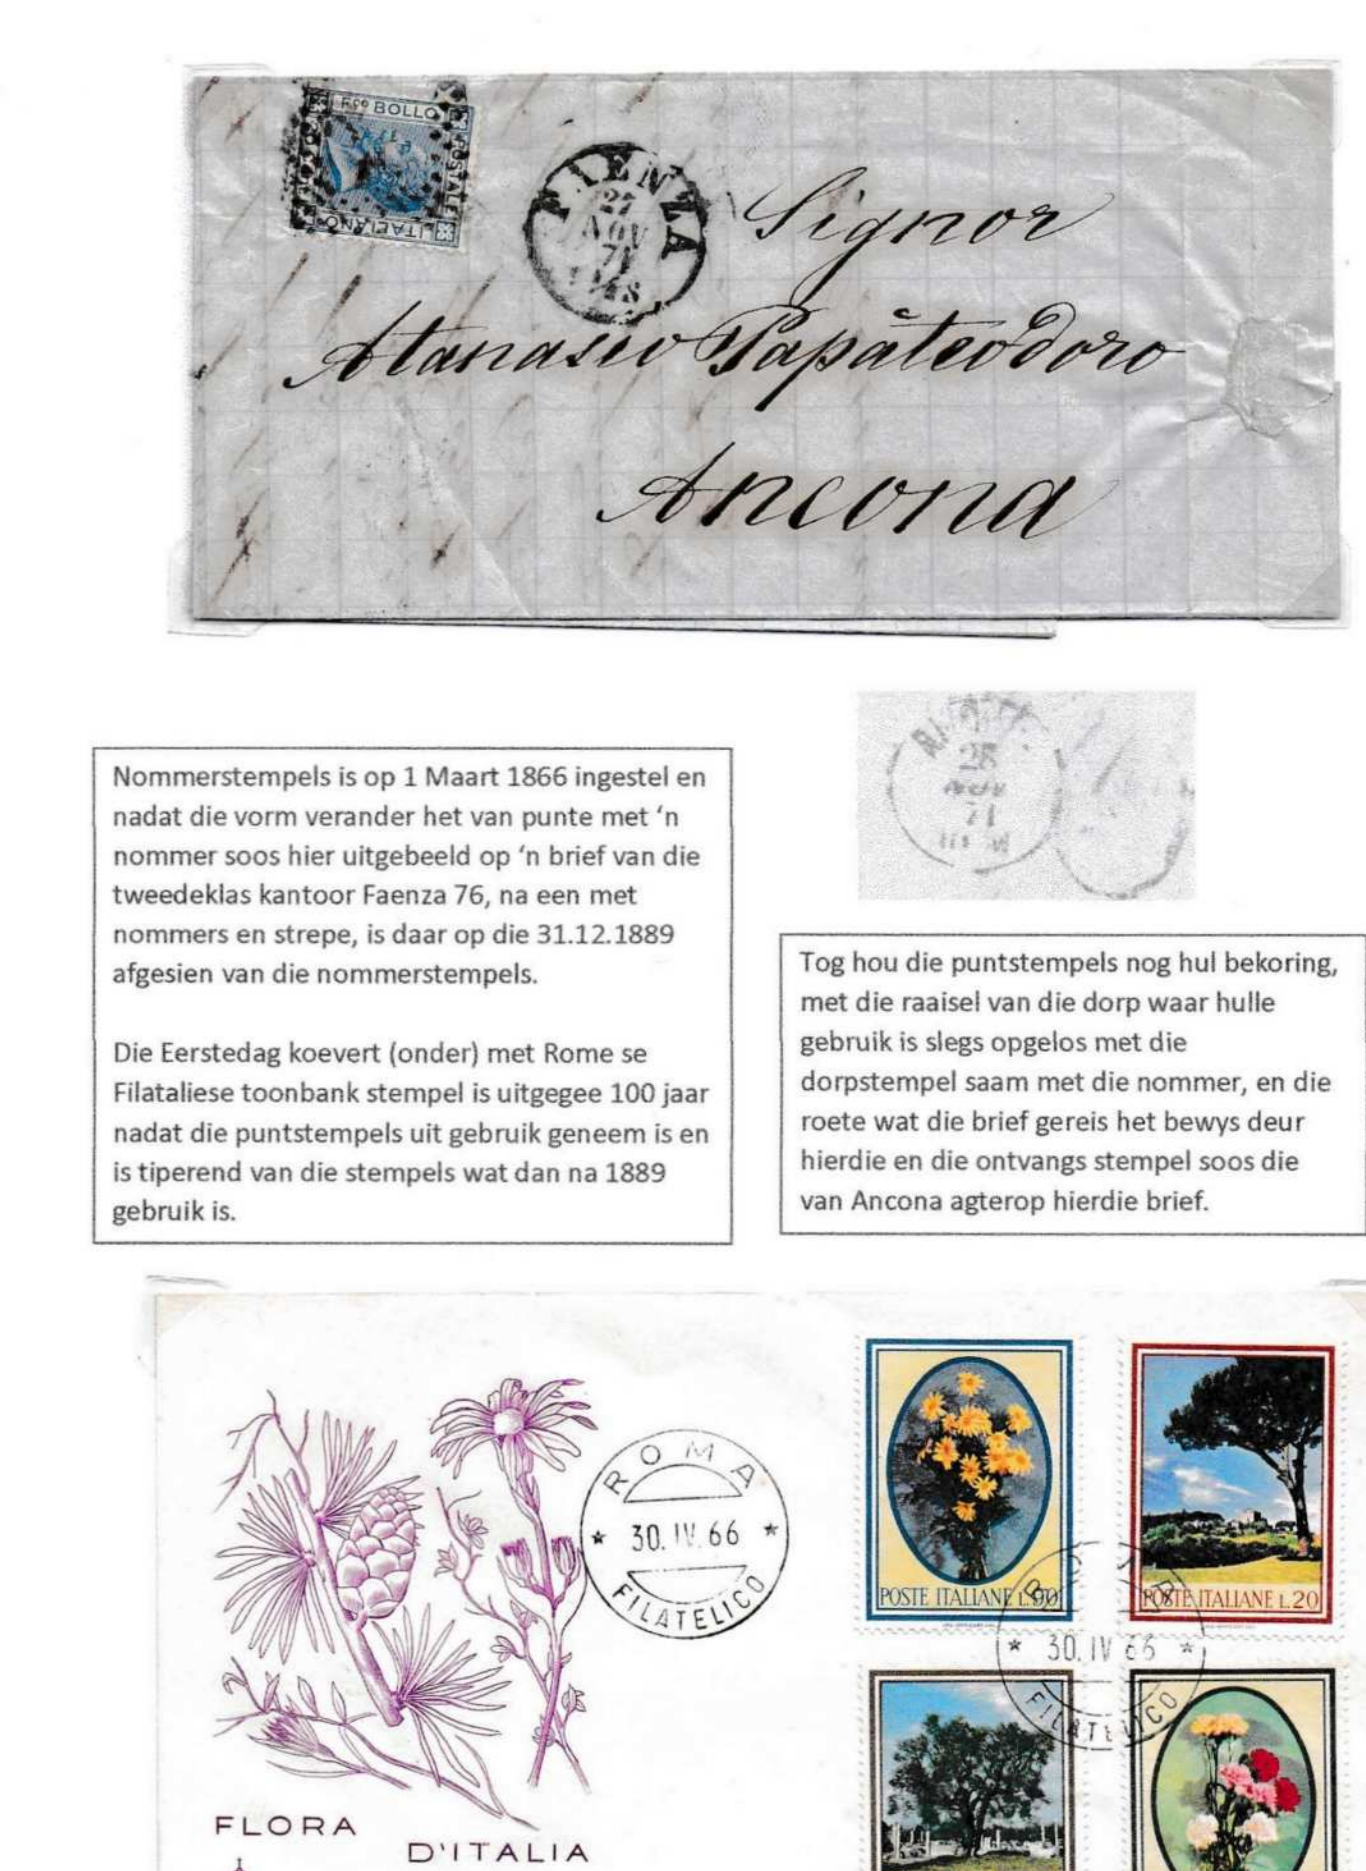 Fco BOLLO
POSTALE
ITALIANO
FAENZA
27
NOV
71
Signor
Atanasio Papateodoro
Ancona
28
NOV
71
Nommerstempels is op 1 Maart 1866 ingestel en
nadat die vorm verander het van punte met ‘n
nommer soos hier uitgebeeld op ‘n brief van die
tweedeklas kantoor Faenza 76, na een met
nommers en strepe, is daar op die 31.12.1889
afgesien van die nommerstempels.
Die Eerstedag koevert (onder) met Rome se
Filataliese toonbank stempel is uitgegee 100 jaar
nadat die puntstempels uit gebruik geneem is en
is tiperend van die stempels wat dan na 1889
gebruik is.
Tog hou die puntstempels nog hul bekoring,
met die raaisel van die dorp waar hulle
gebruik is slegs opgelos met die
dorpstempel saam met die nommer, en die
roete wat die brief gereis het bewys deur
hierdie en die ontvangs stempel soos die
van Ancona agterop hierdie brief.
ROMA
* 30.IV.66 *
FILATELICO
POSTE ITALIANE L.90
POSTE ITALIANE L.20
* 30.IV 66 *
FILATELICO
FLORA
D'ITALIA